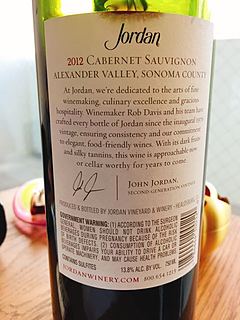 Jordan
2012 CABERNET SAUVIGNON
ALEXANDER VALLEY, SONOMA COUNTY
At Jordan, we're dedicated to the arts of fine
winemaking, culinary excellence and gracious
hospitality. Winemaker Rob Davis and his team have
crafted every bottle of Jordan since the inaugural 1976
vintage, ensuring consistency and our commitment
to elegant, food-friendly wines. With its dark fruits
and silky tannins, this wine is approachable now
or cellar worthy for years to come.
JOHN JORDAN,
SECOND-GENERATION VINTNER
PRODUCED & BOTTLED BY JORDAN VINEYARD & WINERY - HEALDSBURG,
GOVERNMENT WARNING: (1) ACCORDING TO THE SURGEON
GENERAL, WOMEN SHOULD NOT DRINK ALCOHOLIC
BEVERAGES DURING PREGNANCY BECAUSE OF THE RISK
OF BIRTH DEFECTS. (2) CONSUMPTION OF ALCOHOLIC
BEVERAGES IMPAIRS YOUR ABILITY TO DRIVE A CAR OR
OPERATE MACHINERY, AND MAY CAUSE HEALTH PROBLEMS.
CONTAINS SULFITES 13.8% ALC. BY VOL. 750 ML
JORDANWINERY.COM 800.654.1213